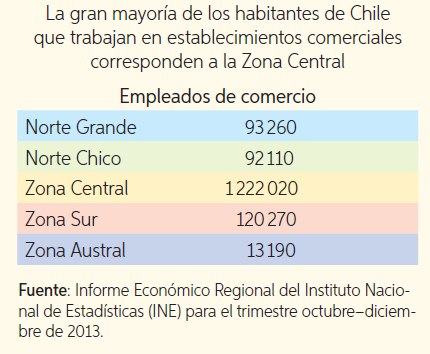 La gran mayoría de los habitantes de Chile
que trabajan en establecimientos comerciales
corresponden a la Zona Central
Empleados de comercio
Norte Grande 93 260
Norte Chico 92 110
Zona Central 1 222 020
Zona Sur 120 270
Zona Austral 13 190
Fuente: Informe Económico Regional del Instituto Nacio-
nal de Estadísticas (INE) para el trimestre octubre–diciem-
bre de 2013.